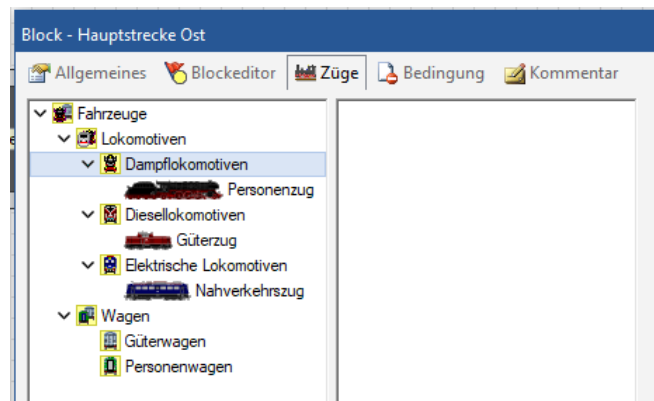 Block - Hauptstrecke Ost
Allgemeines Blockeditor Züge Bedingung Kommentar
Fahrzeuge
Lokomotiven
Dampflokomotiven
Personenzug
Diesellokomotiven
Güterzug
Elektrische Lokomotiven
Nahverkehrszug
Wagen
Güterwagen
Personenwagen